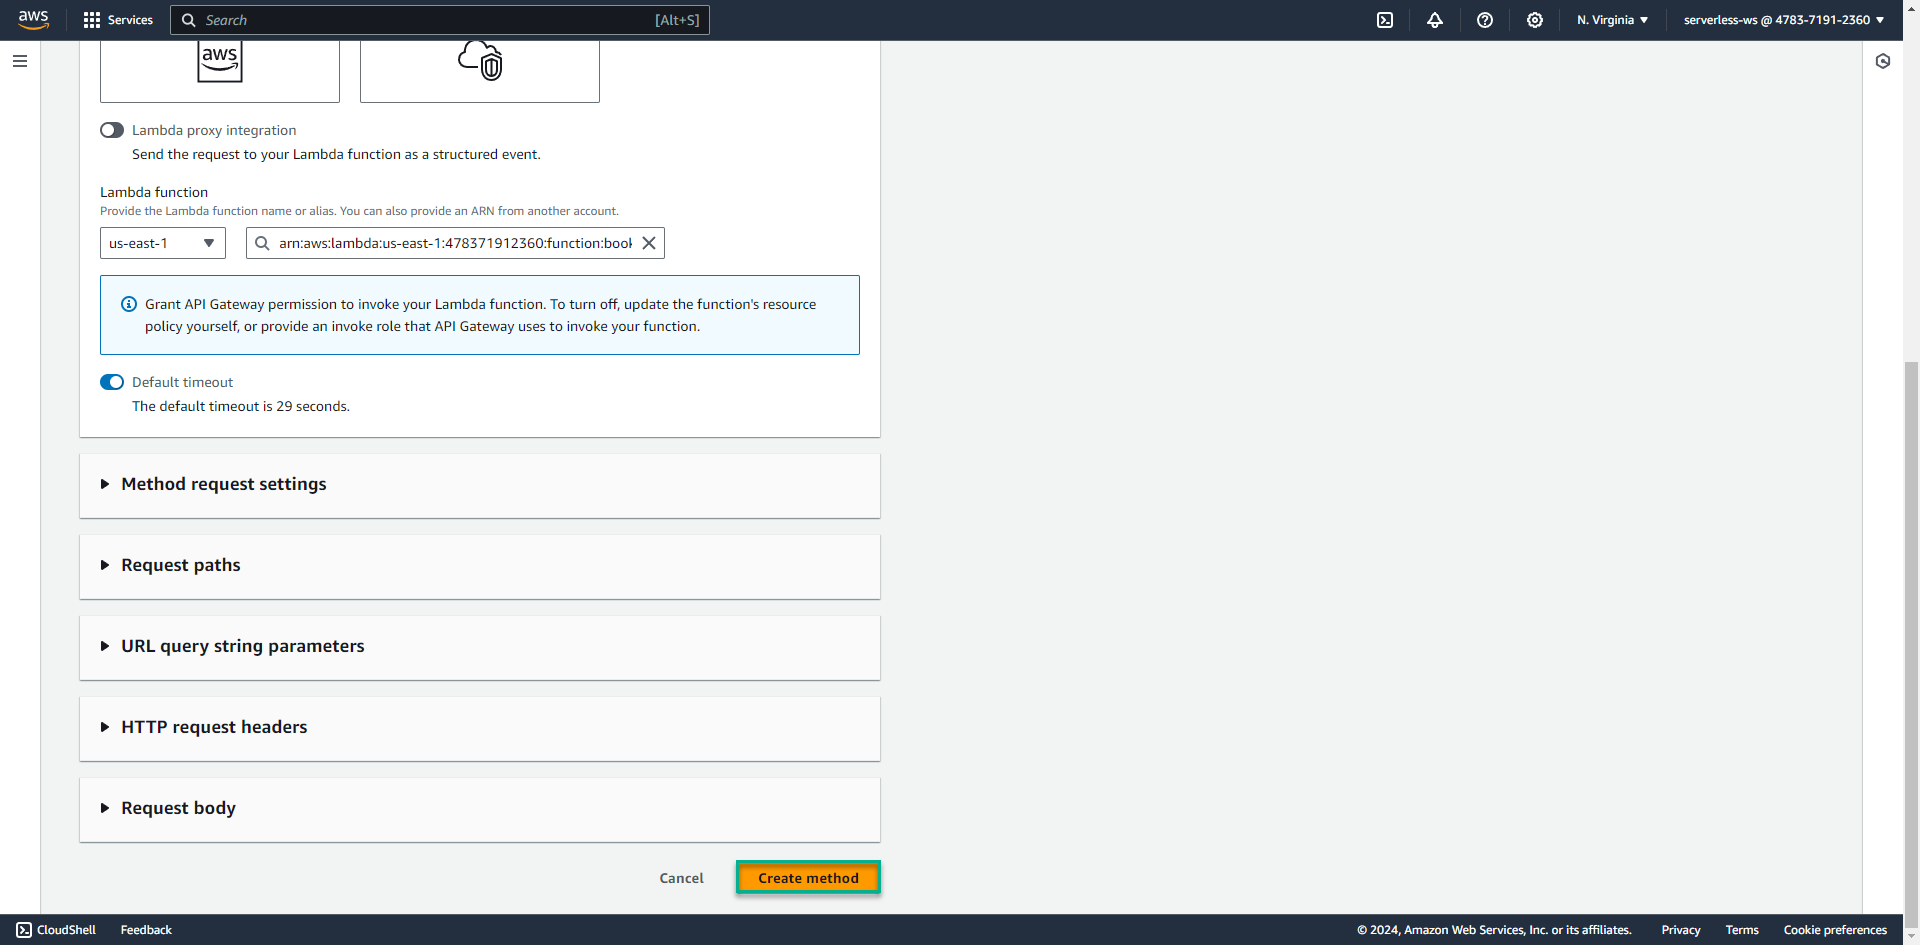 aws
Services
Search
[Alt+S]
N. Virginia
serverless-ws @ 4783-7191-2360
aws
Lambda proxy integration
Send the request to your Lambda function as a structured event.
Lambda function
Provide the Lambda function name or alias. You can also provide an ARN from another account.
us-east-1
arn:aws:lambda:us-east-1:478371912360:function:book
Grant API Gateway permission to invoke your Lambda function. To turn off, update the function's resource
policy yourself, or provide an invoke role that API Gateway uses to invoke your function.
Default timeout
The default timeout is 29 seconds.
Method request settings
Request paths
URL query string parameters
HTTP request headers
Request body
Cancel
Create method
CloudShell
Feedback
© 2024, Amazon Web Services, Inc. or its affiliates.
Privacy
Terms
Cookie preferences